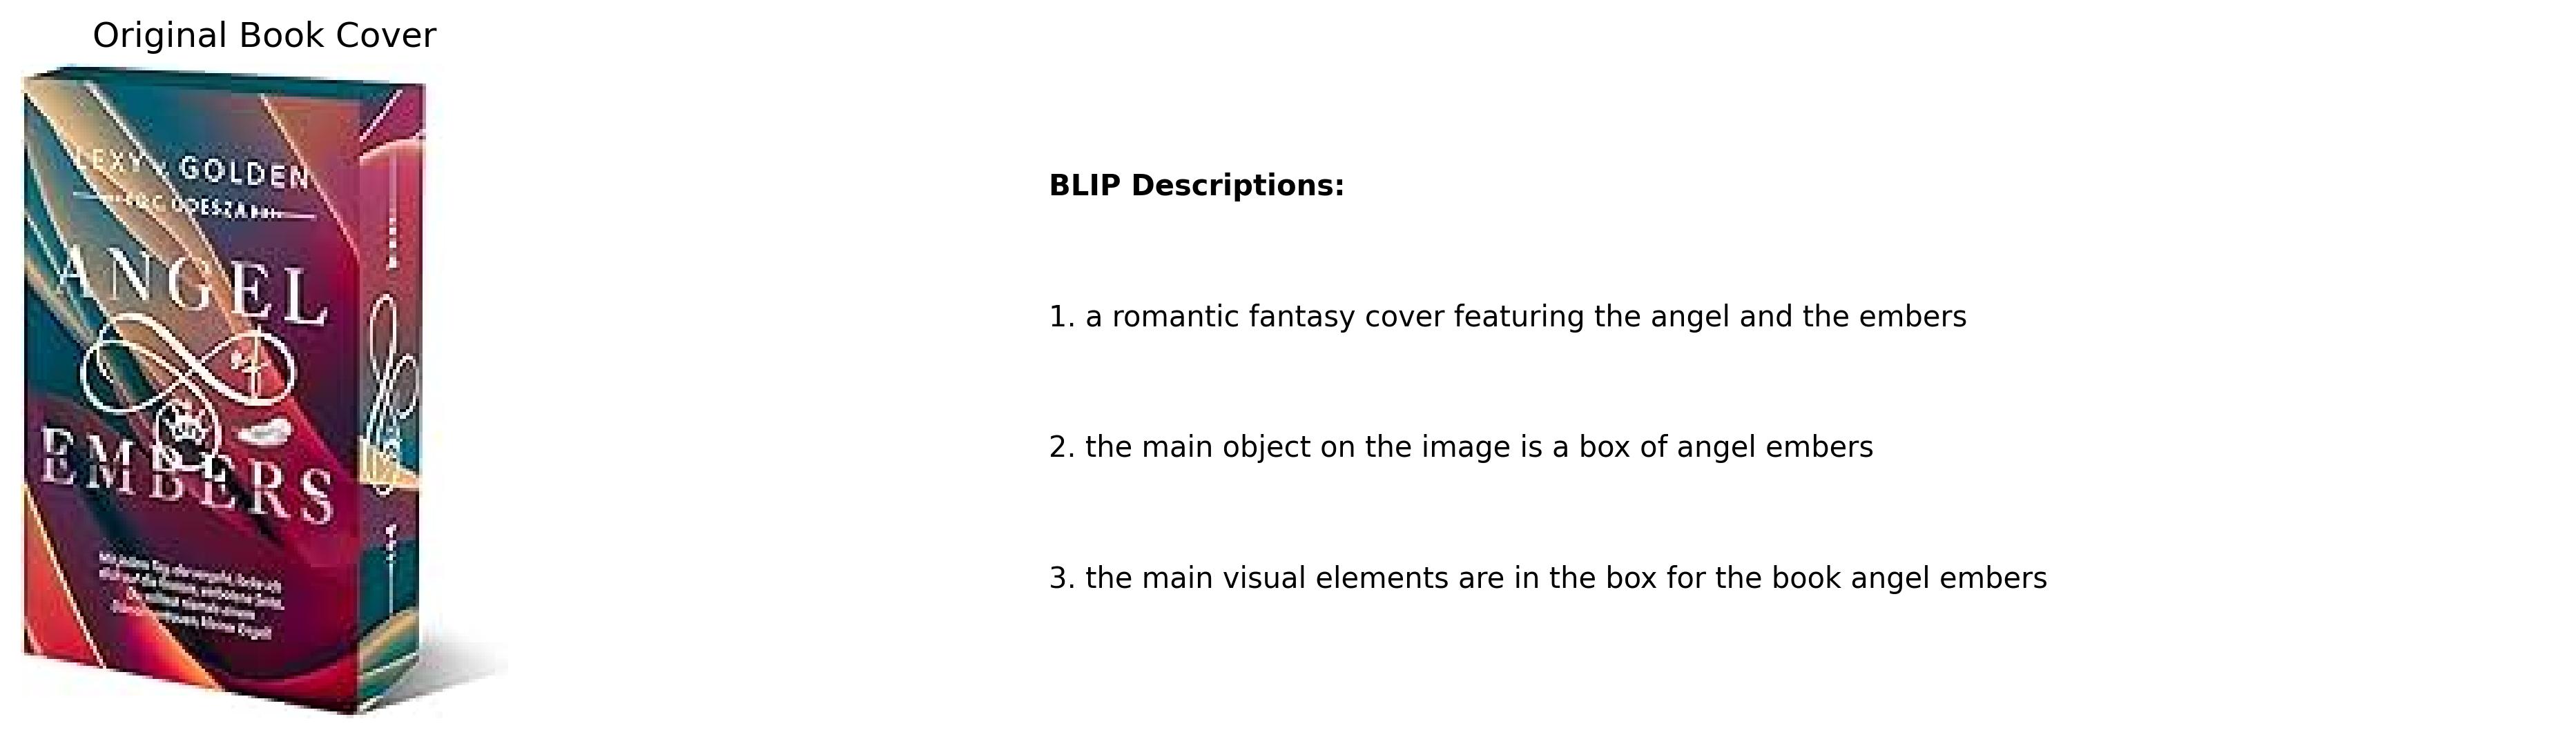 Original Book Cover
LEXY v. GOLDEN
ANGEL
EMBERS
BLIP Descriptions:
1. a romantic fantasy cover featuring the angel and the embers
2. the main object on the image is a box of angel embers
3. the main visual elements are in the box for the book angel embers